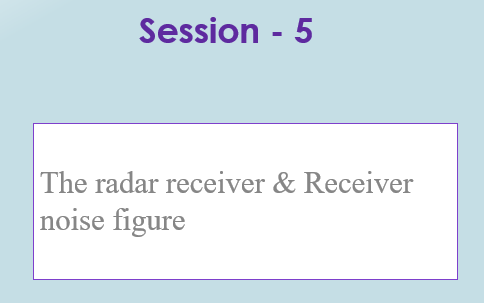 Session - 5
The radar receiver & Receiver
noise figure